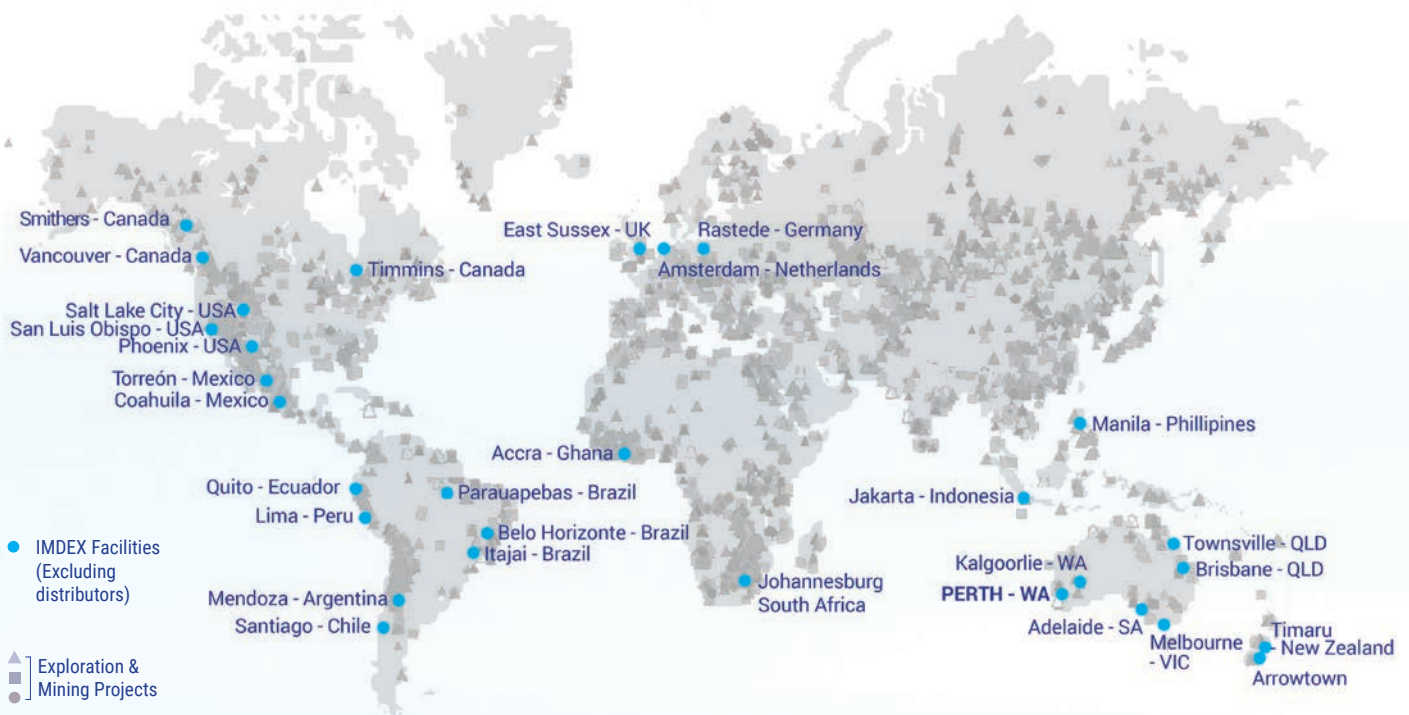 Smithers - Canada
Vancouver - Canada
Timmins - Canada
Salt Lake City - USA
San Luis Obispo - USA
Phoenix - USA
Torreón - Mexico
Coahuila - Mexico
East Sussex - UK
Rastede - Germany
Amsterdam - Netherlands
Accra - Ghana
Manila - Phillipines
Jakarta - Indonesia
Quito - Ecuador
Lima - Peru
Parauapebas - Brazil
Belo Horizonte - Brazil
Itajai - Brazil
Mendoza - Argentina
Santiago - Chile
Johannesburg
South Africa
Townsville - QLD
Brisbane - QLD
Kalgoorlie - WA
PERTH - WA
Adelaide - SA
Melbourne
- VIC
Timaru
- New Zealand
Arrowtown
IMDEX Facilities
(Excluding
distributors)
Exploration &
Mining Projects